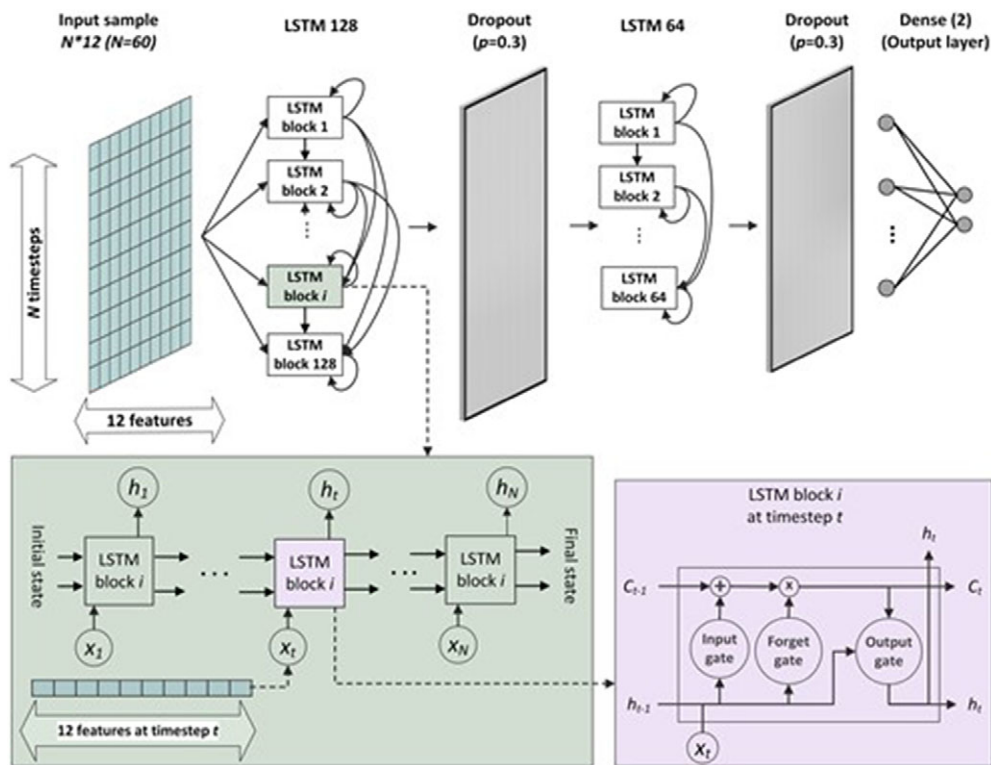 Input sample
N*12 (N=60)
LSTM 128
Dropout
(p=0.3)
LSTM 64
Dropout
(p=0.3)
Dense (2)
(Output layer)
N timesteps
12 features
LSTM
block 1
LSTM
block 2
LSTM
block i
LSTM
block 128
LSTM
block 1
LSTM
block 2
LSTM
block 64
Initial state
h1
ht
hN
LSTM
block i
LSTM
block i
LSTM
block i
Final state
x1
xt
xN
12 features at timestep t
LSTM block i
at timestep t
ht
Ct-1
+
x
Ct
Input
gate
Forget
gate
Output
gate
ht-1
ht
xt